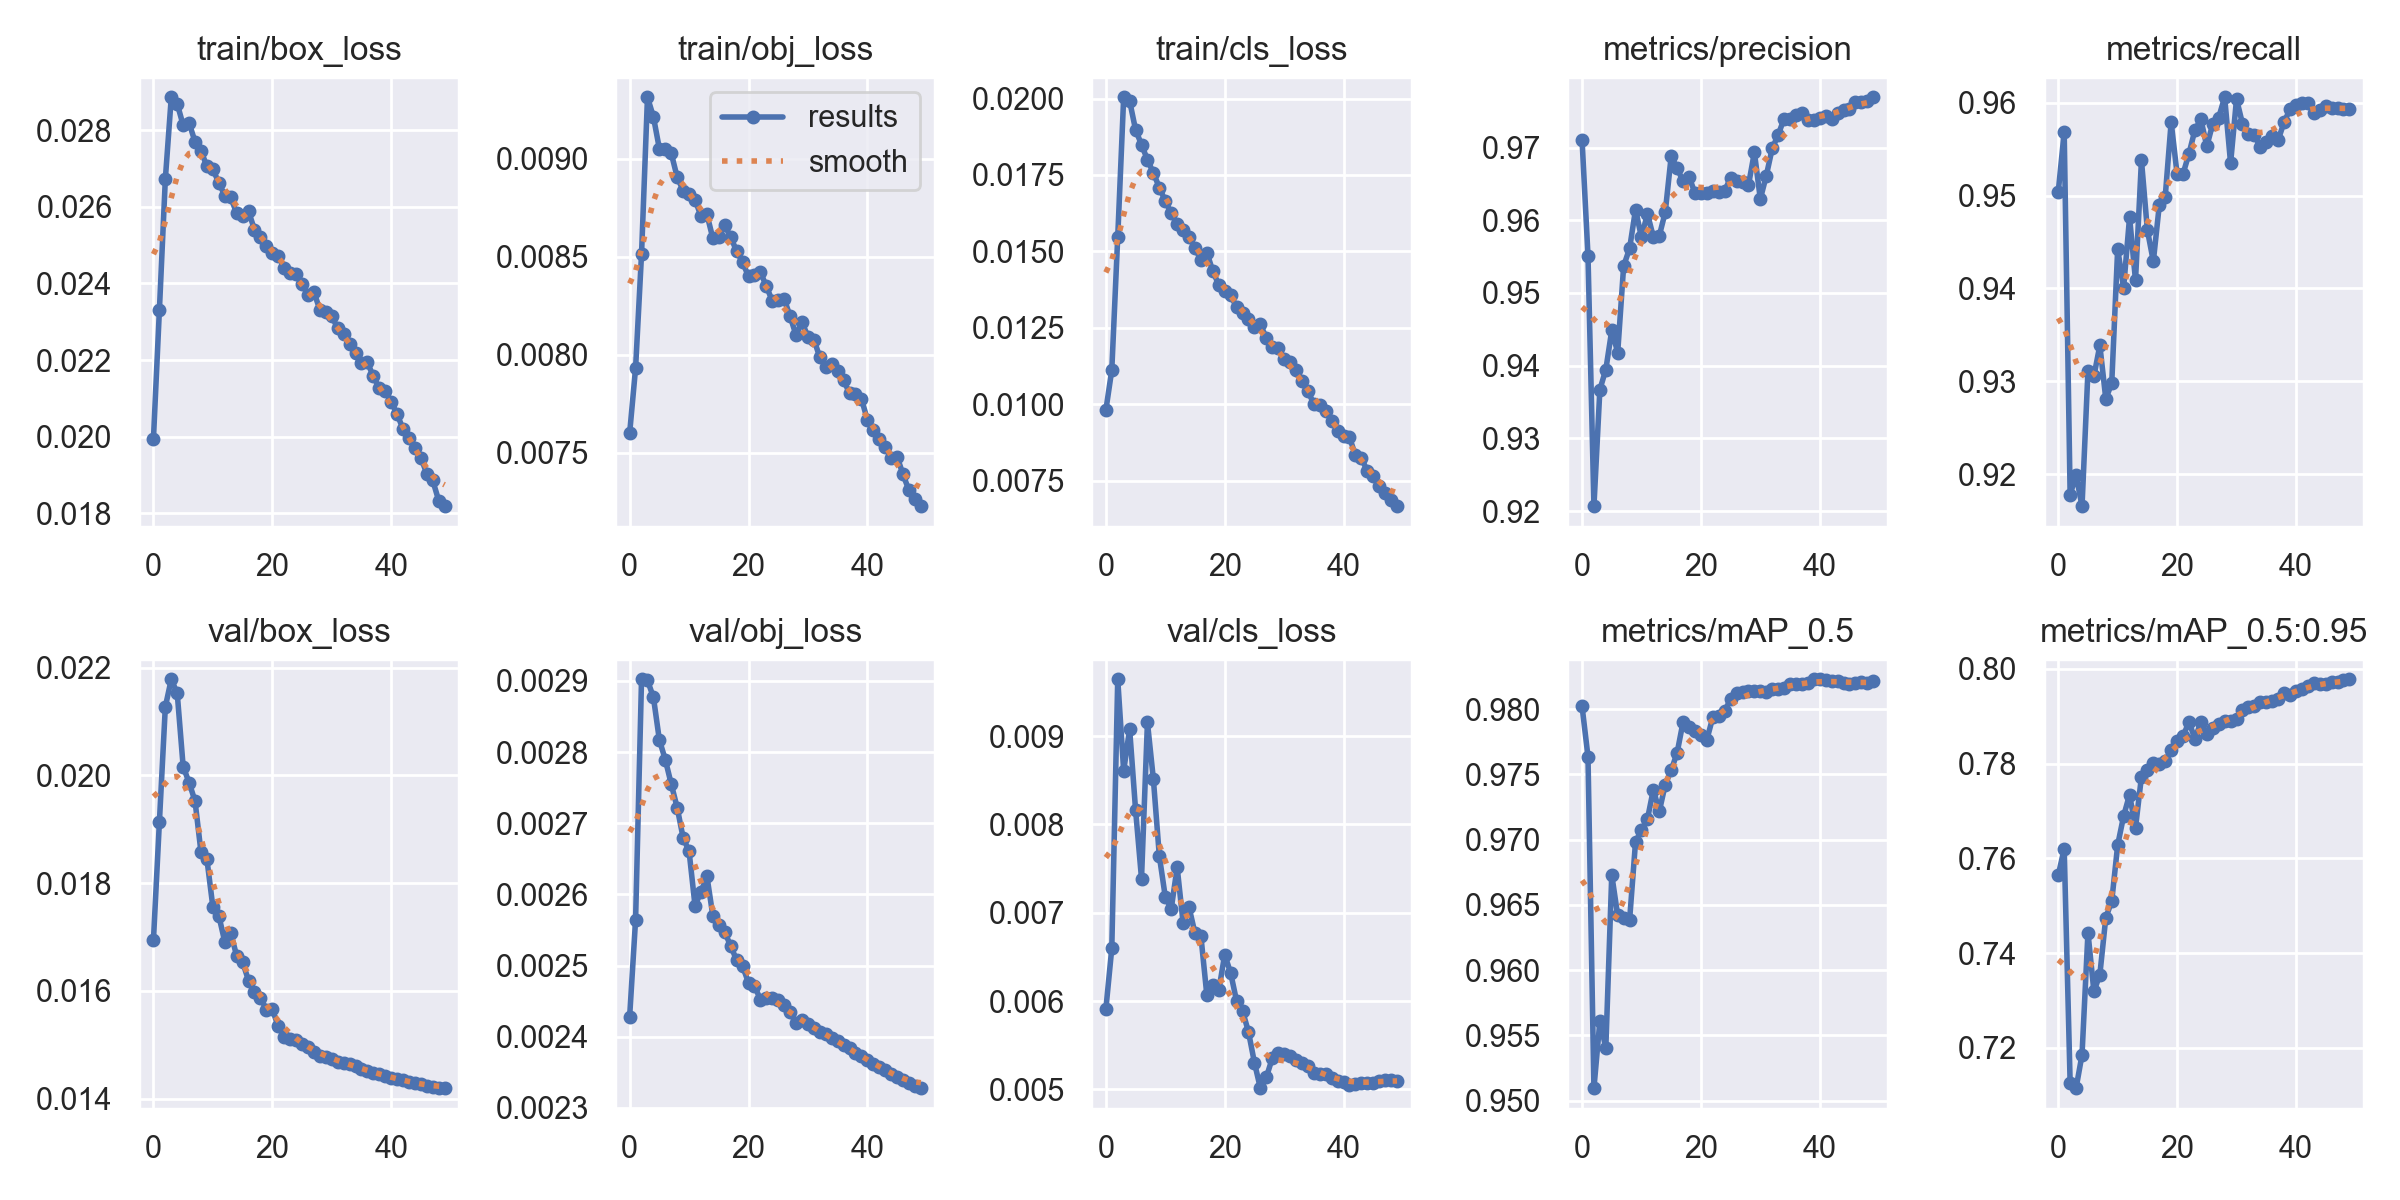 train/box_loss
0.028
0.026
0.024
0.022
0.020
0.018
0 20 40
train/obj_loss
results
smooth
0.0090
0.0085
0.0080
0.0075
0 20 40
train/cls_loss
0.0200
0.0175
0.0150
0.0125
0.0100
0.0075
0 20 40
metrics/precision
0.97
0.96
0.95
0.94
0.93
0.92
0 20 40
metrics/recall
0.96
0.95
0.94
0.93
0.92
0 20 40
val/box_loss
0.022
0.020
0.018
0.016
0.014
0 20 40
val/obj_loss
0.0029
0.0028
0.0027
0.0026
0.0025
0.0024
0.0023
0 20 40
val/cls_loss
0.009
0.008
0.007
0.006
0.005
0 20 40
metrics/mAP_0.5
0.980
0.975
0.970
0.965
0.960
0.955
0.950
0 20 40
metrics/mAP_0.5:0.95
0.80
0.78
0.76
0.74
0.72
0 20 40